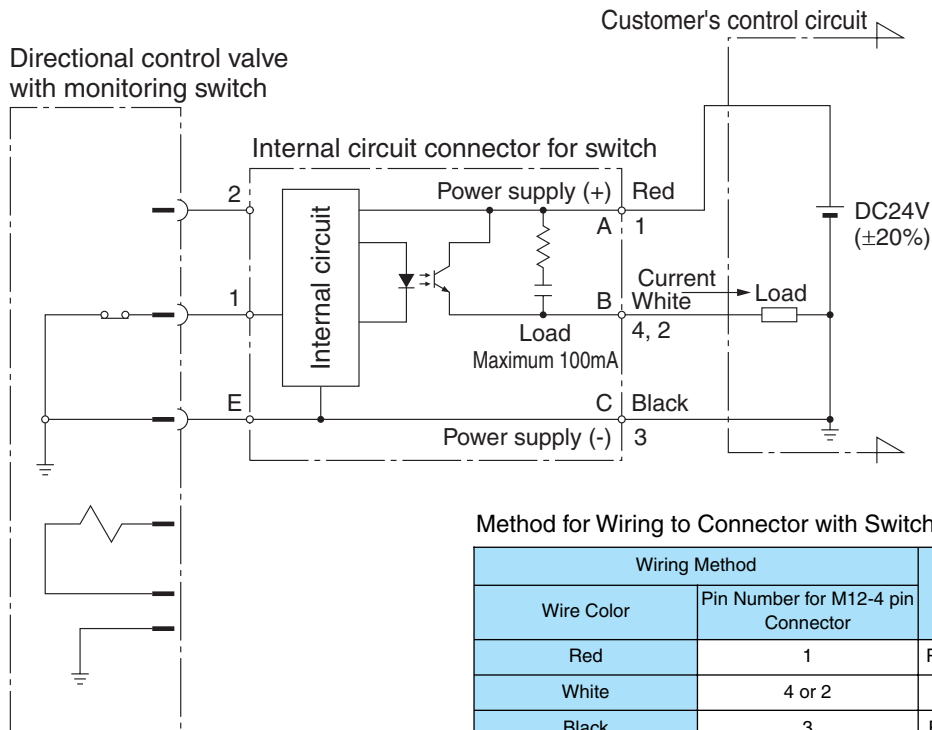 Customer's control circuit
Directional control valve
with monitoring switch
Internal circuit connector for switch
2
Power supply (+)
Red
A
1
DC24V
(±20%)
Internal circuit
Current
1
B
White
Load
4, 2
Load
Maximum 100mA
E
C
Black
Power supply (-)
3
Method for Wiring to Connector with Switch
Wiring Method
Wire Color
Pin Number for M12-4 pin
Connector
Red
1
White
4 or 2
Black
3